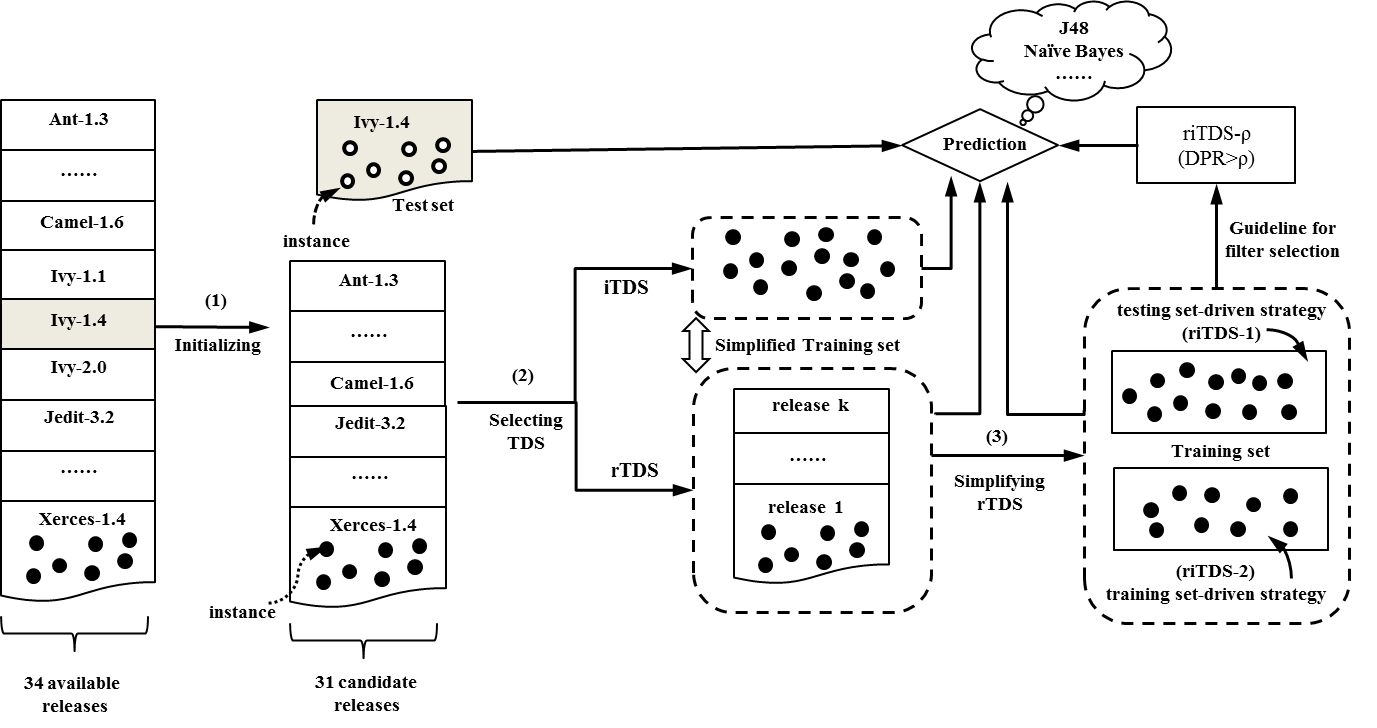 J48
Naïve Bayes
……
Ant-1.3
……
Camel-1.6
Ivy-1.1
Ivy-1.4
Ivy-2.0
Jedit-3.2
……
Xerces-1.4
34 available
releases
(1)
Initializing
Ivy-1.4
Test set
instance
Ant-1.3
……
Camel-1.6
Jedit-3.2
……
Xerces-1.4
instance
31 candidate
releases
(2)
Selecting
TDS
iTDS
rTDS
Simplified Training set
release k
……
release 1
Prediction
(3)
Simplifying
rTDS
riTDS-ρ
(DPR>ρ)
Guideline for
filter selection
testing set-driven strategy
(riTDS-1)
Training set
(riTDS-2)
training set-driven strategy